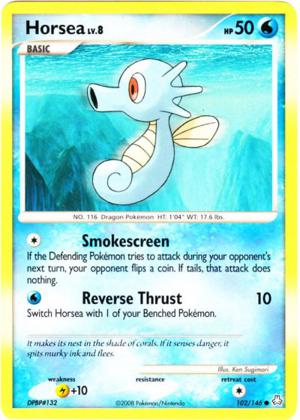 Horsea LV.8
HP 50
BASIC
NO. 116 Dragon Pokémon HT: 1'04" WT: 17.6 lbs.
Smokescreen
If the Defending Pokémon tries to attack during your opponent's
next turn, your opponent flips a coin. If tails, that attack does
nothing.
Reverse Thrust 10
Switch Horsea with 1 of your Benched Pokémon.
Illus. Ken Sugimori
It makes its nest in the shade of corals. If it senses danger, it
spits murky ink and flees.
weakness resistance retreat cost
+10
DPBP#132 ©2008 Pokémon/Nintendo 102/146